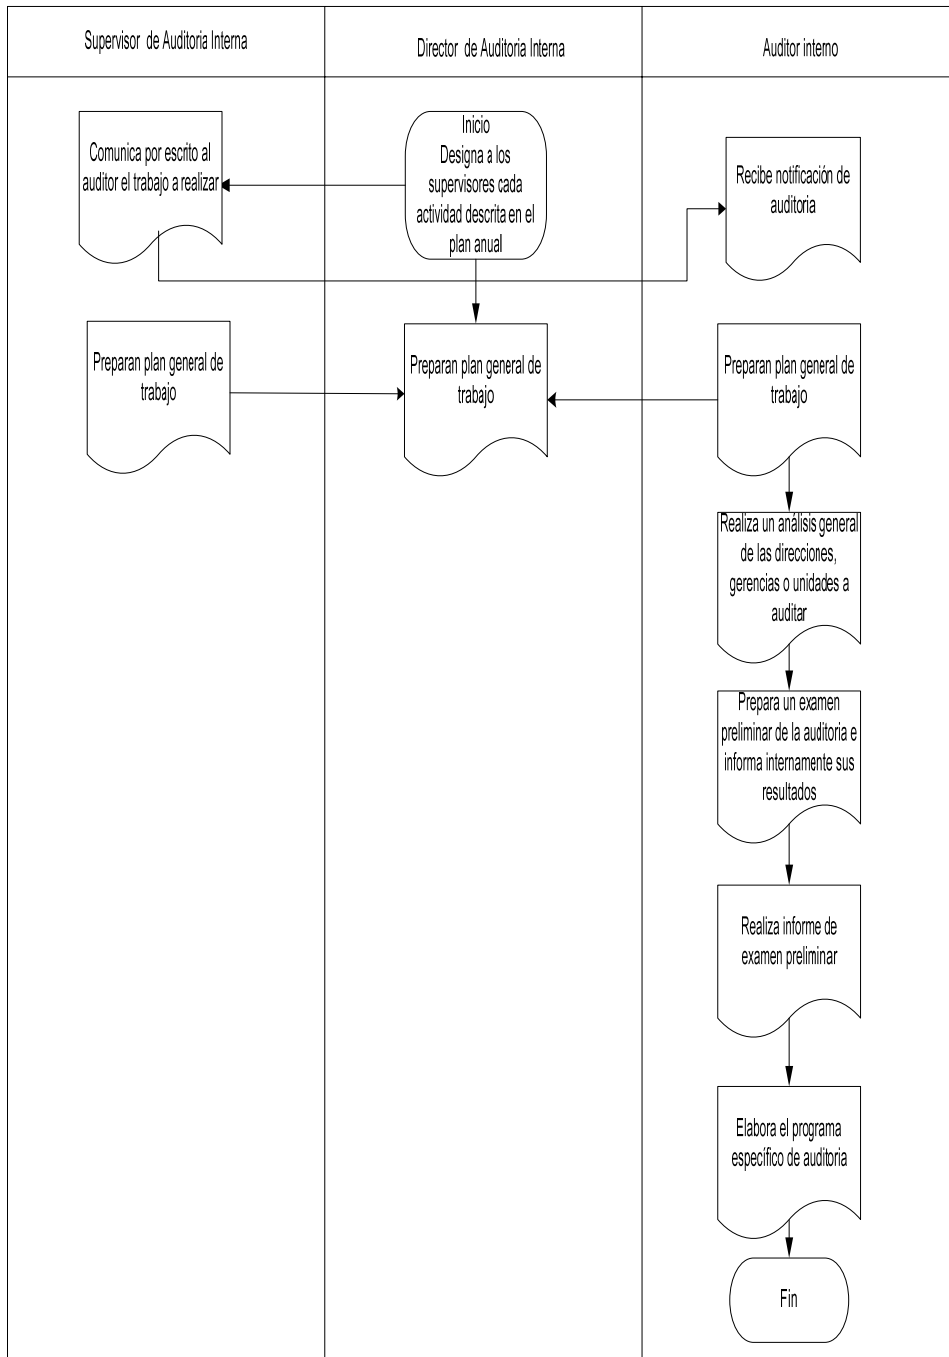 Supervisor de Auditoria Interna
Director de Auditoria Interna
Auditor interno
Comunica por escrito al
auditor el trabajo a realizar
Inicio
Designa a los
supervisores cada
actividad descrita en el
plan anual
Recibe notificación de
auditoria
Preparan plan general de
trabajo
Preparan plan general de
trabajo
Preparan plan general de
trabajo
Realiza un análisis general
de las direcciones,
gerencias o unidades a
auditar
Prepara un examen
preliminar de la auditoria e
informa internamente sus
resultados
Realiza informe de
examen preliminar
Elabora el programa
específico de auditoria
Fin